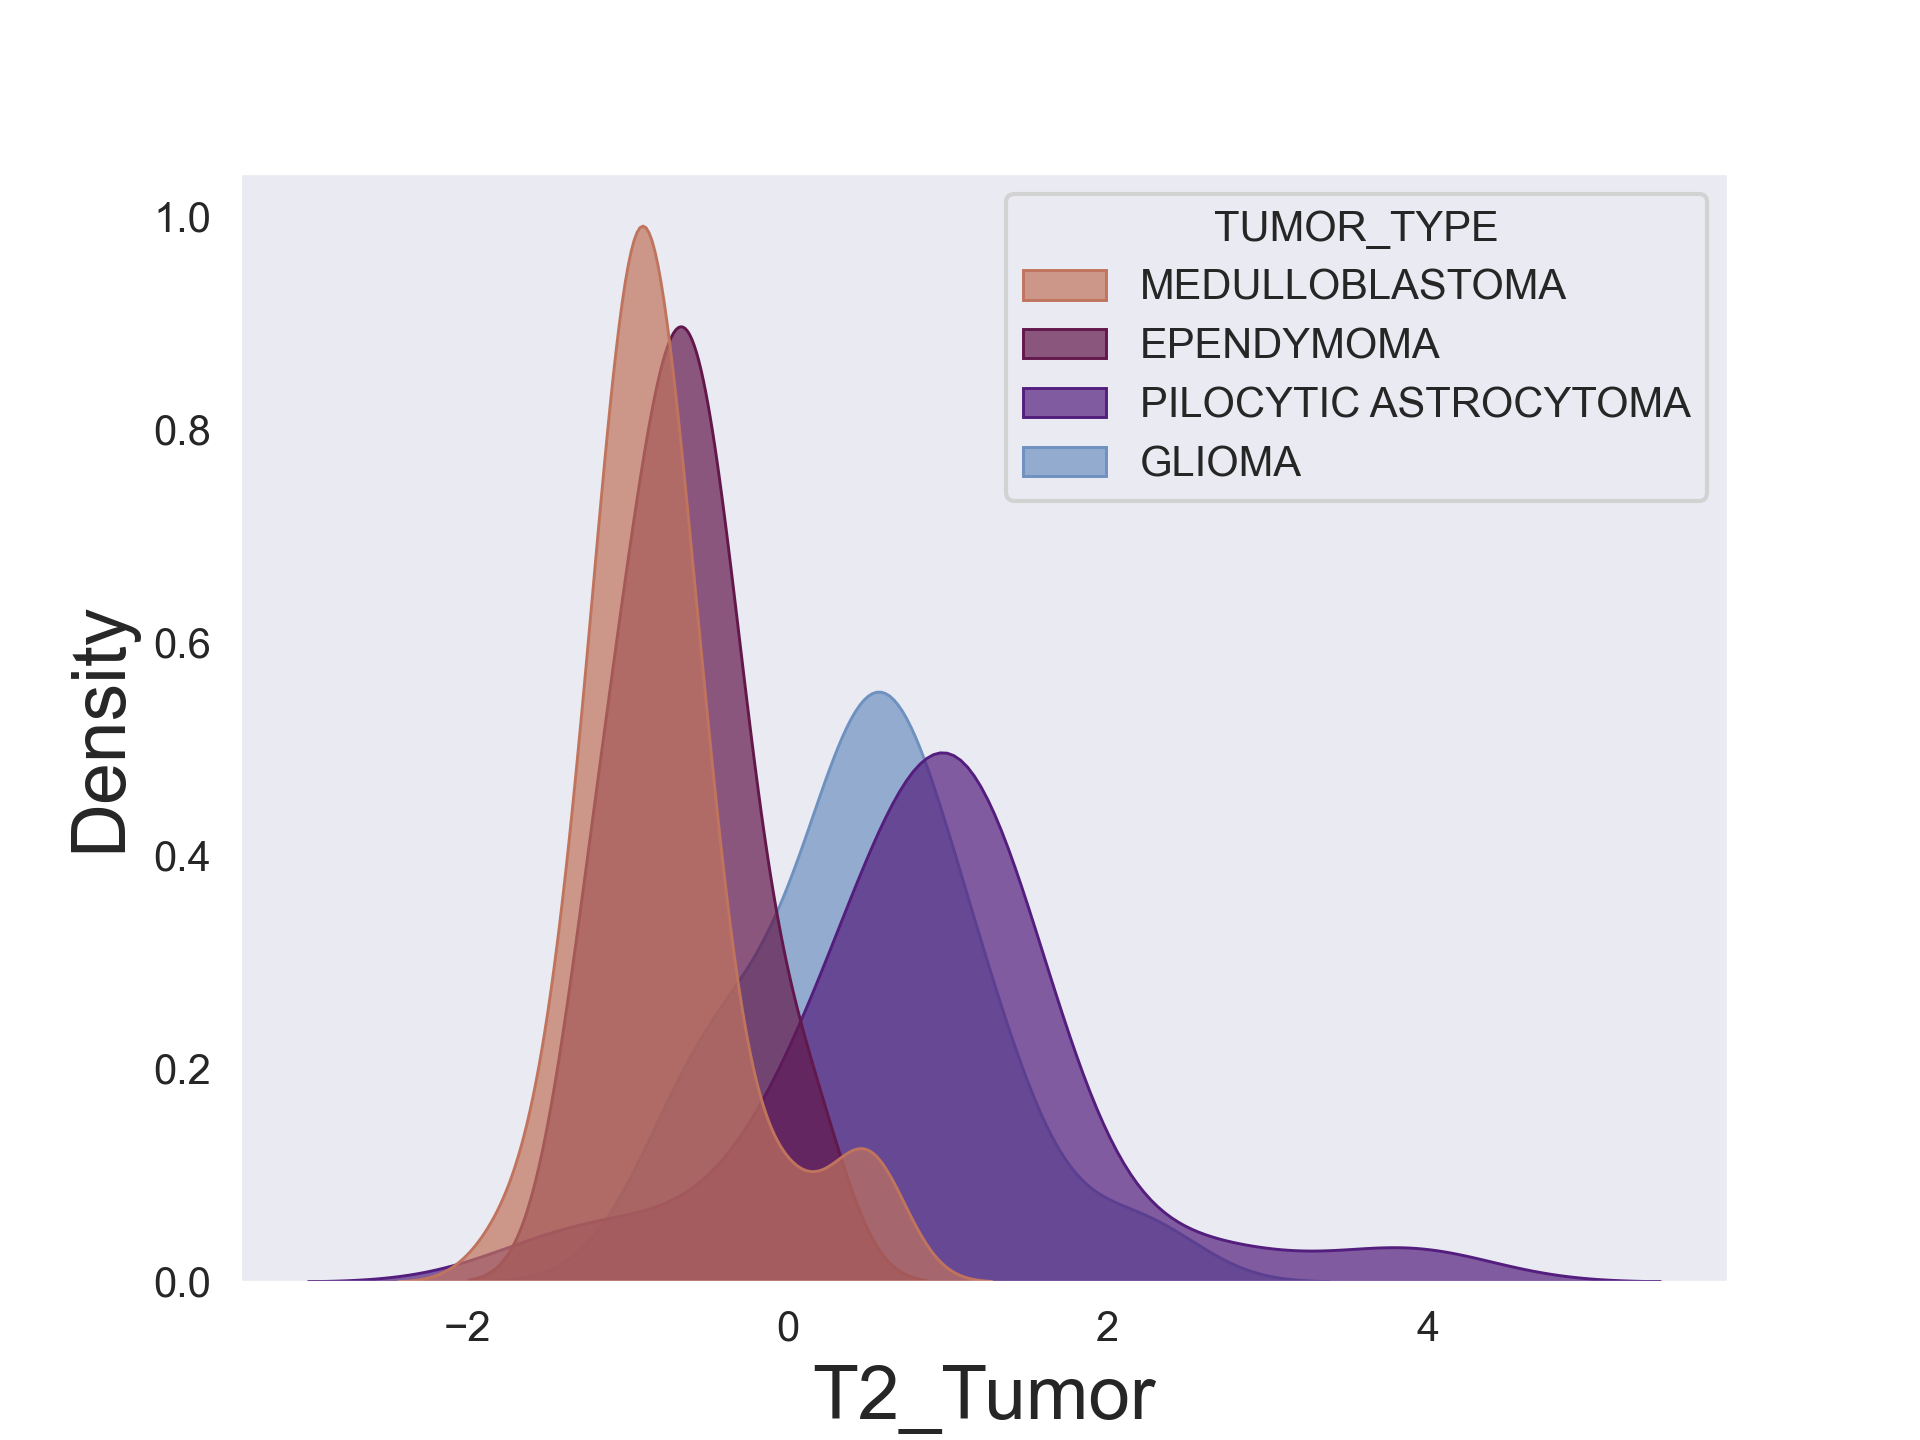 TUMOR_TYPE
MEDULLOBLASTOMA
EPENDYMOMA
PILOCYTIC ASTROCYTOMA
GLIOMA
Density
1.0
0.8
0.6
0.4
0.2
0.0
−2 0 2 4
T2_Tumor